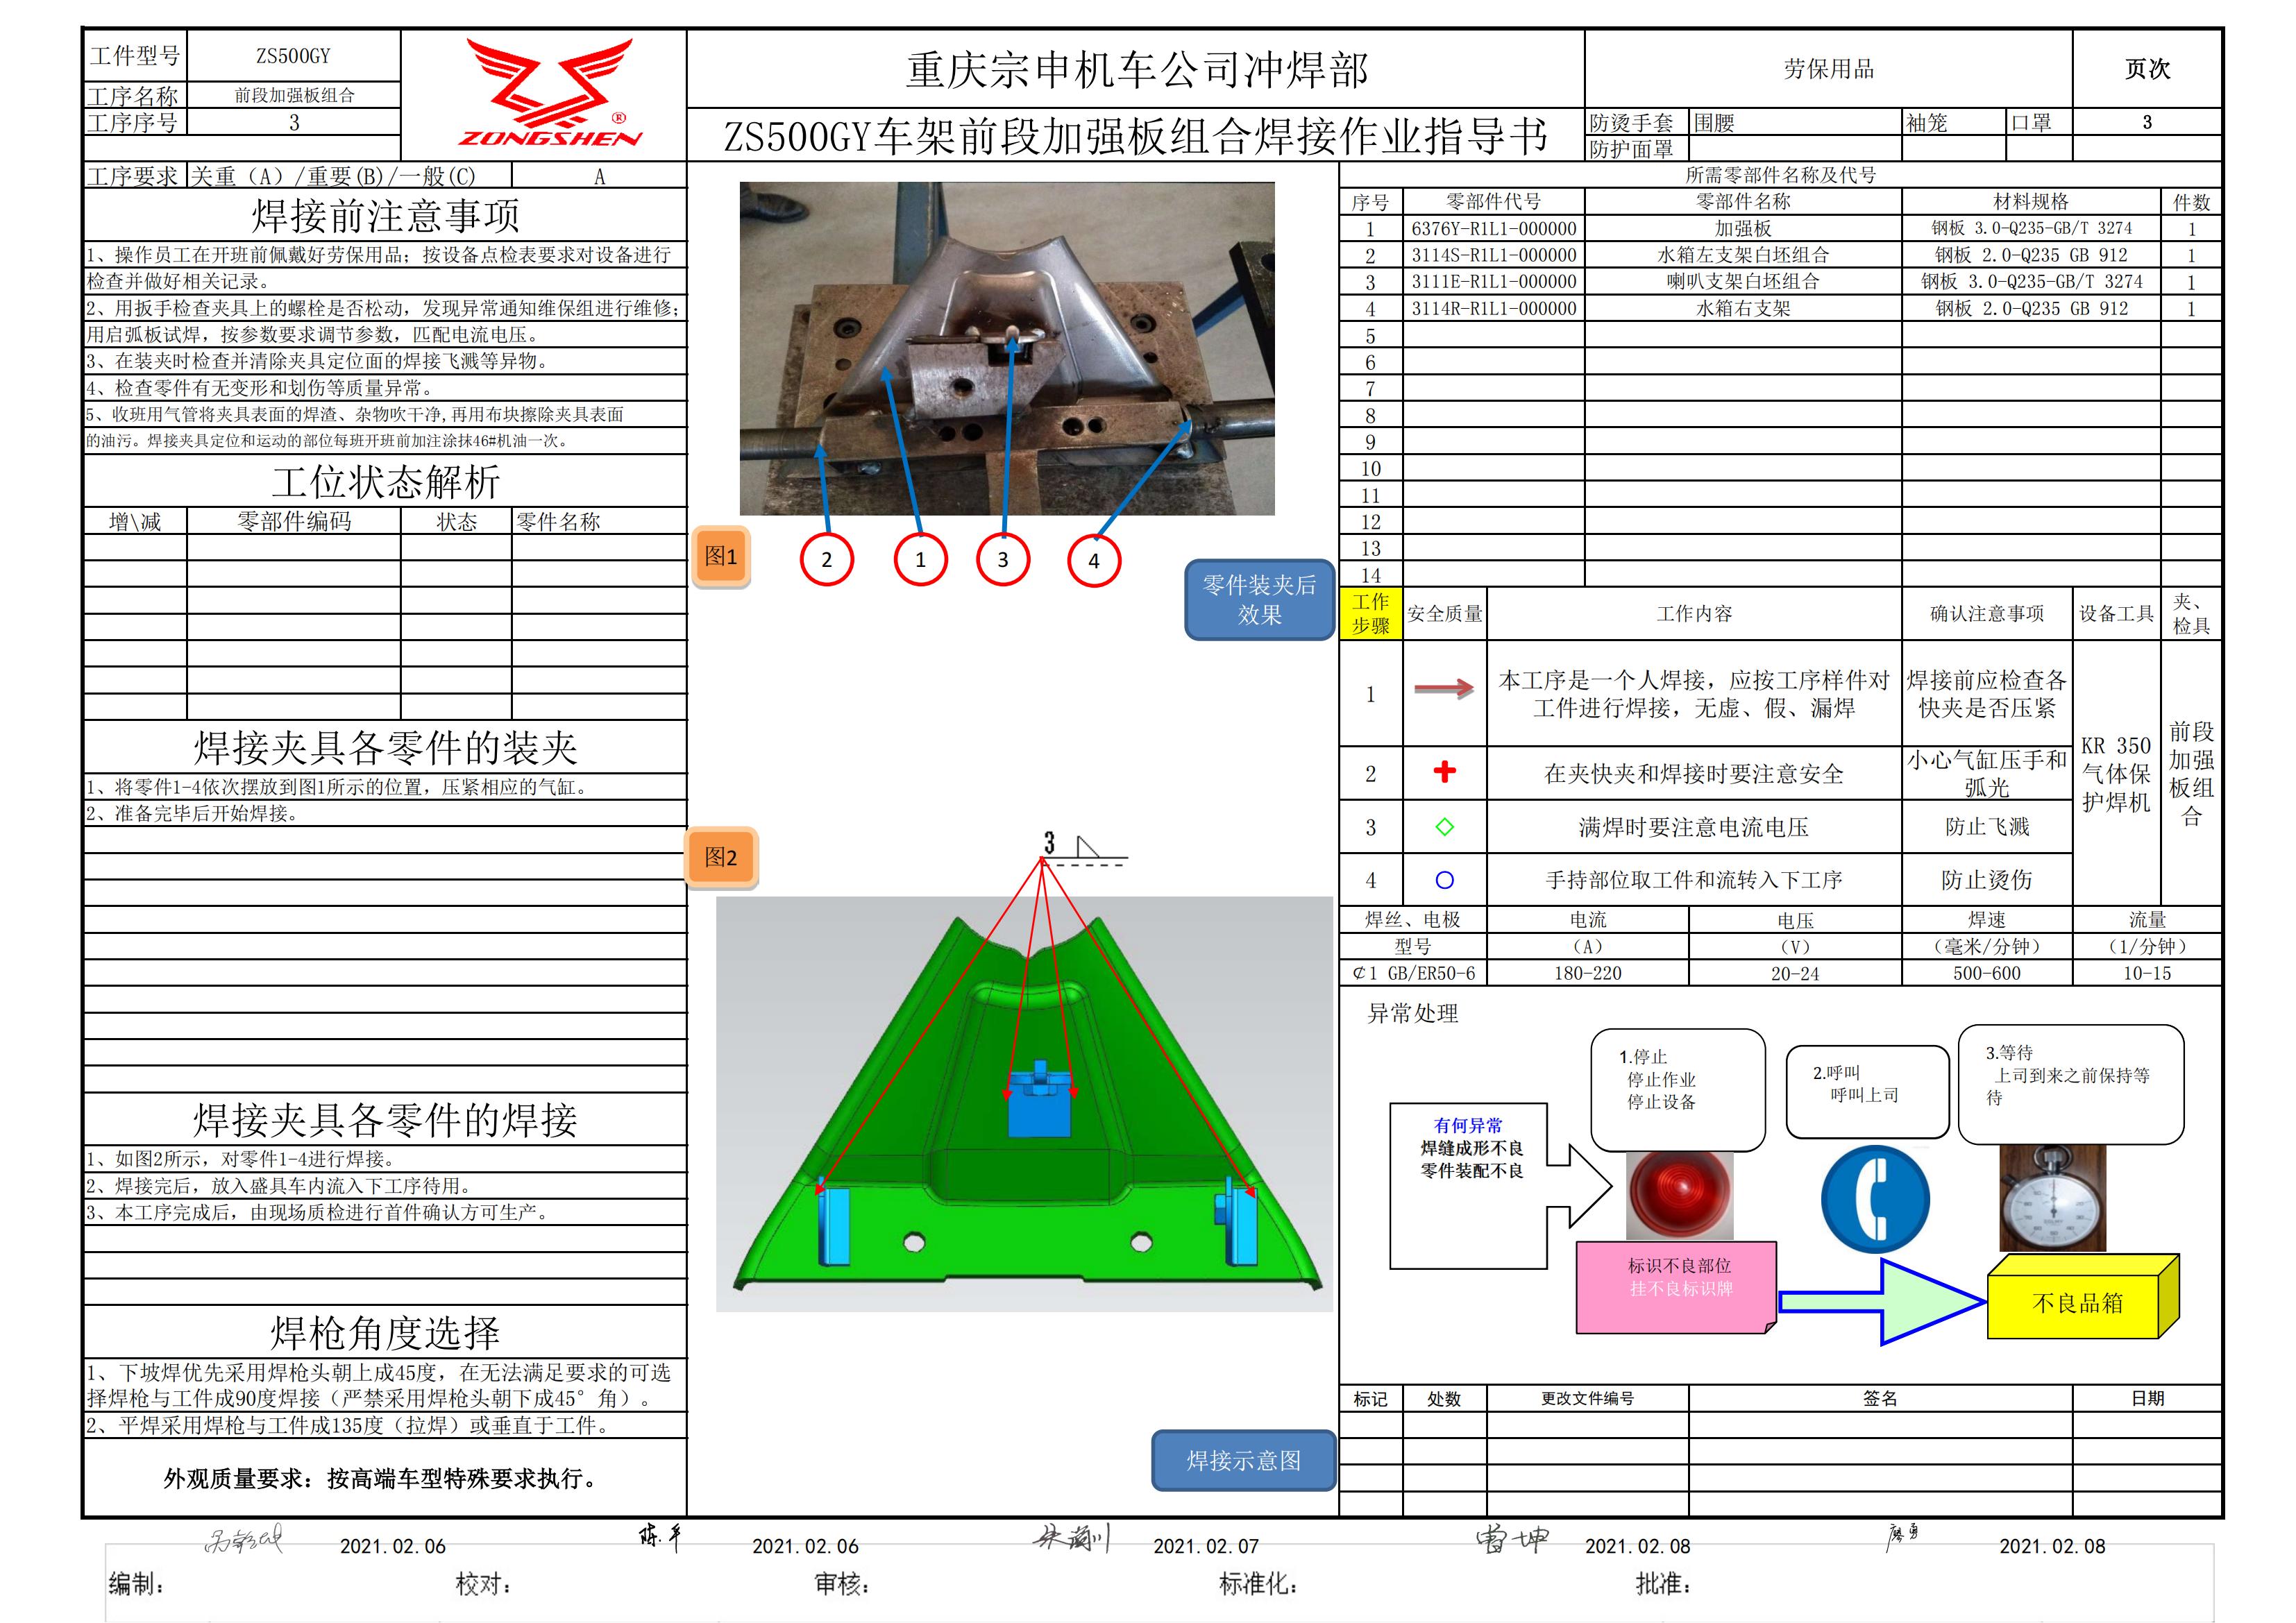 工件型号 ZS500GY
工序名称 前段加强板组合
工序序号 3
ZONGSHEN ®
重庆宗申机车公司冲焊部
ZS500GY车架前段加强板组合焊接作业指导书
劳保用品 页次
防烫手套 围腰 袖笼 口罩 3
防护面罩
工序要求 关重（A）/重要(B)/一般(C) A
焊接前注意事项
1、操作员工在开班前佩戴好劳保用品；按设备点检表要求对设备进行
检查并做好相关记录。
2、用扳手检查夹具上的螺栓是否松动，发现异常通知维保组进行维修；
用启弧板试焊，按参数要求调节参数，匹配电流电压。
3、在装夹时检查并清除夹具定位面的焊接飞溅等异物。
4、检查零件有无变形和划伤等质量异常。
5、收班用气管将夹具表面的焊渣、杂物吹干净,再用布块擦除夹具表面
的油污。焊接夹具定位和运动的部位每班开班前加注涂抹46#机油一次。
工位状态解析
增\减 零部件编码 状态 零件名称
焊接夹具各零件的装夹
1、将零件1-4依次摆放到图1所示的位置，压紧相应的气缸。
2、准备完毕后开始焊接。
焊接夹具各零件的焊接
1、如图2所示，对零件1-4进行焊接。
2、焊接完后，放入盛具车内流入下工序待用。
3、本工序完成后，由现场质检进行首件确认方可生产。
焊枪角度选择
1、下坡焊优先采用焊枪头朝上成45度，在无法满足要求的可选
择焊枪与工件成90度焊接（严禁采用焊枪头朝下成45°角）。
2、平焊采用焊枪与工件成135度（拉焊）或垂直于工件。
外观质量要求：按高端车型特殊要求执行。
图1
2 1 3 4
零件装夹后
效果
图2
3
焊接示意图
所需零部件名称及代号
序号 零部件代号 零部件名称 材料规格 件数
1 6376Y-R1L1-000000 加强板 钢板 3.0-Q235-GB/T 3274 1
2 3114S-R1L1-000000 水箱左支架白坯组合 钢板 2.0-Q235 GB 912 1
3 3111E-R1L1-000000 喇叭支架白坯组合 钢板 3.0-Q235-GB/T 3274 1
4 3114R-R1L1-000000 水箱右支架 钢板 2.0-Q235 GB 912 1
5
6
7
8
9
10
11
12
13
14
工作
步骤 安全质量 工作内容 确认注意事项 设备工具 夹、
检具
1 本工序是一个人焊接，应按工序样件对
工件进行焊接，无虚、假、漏焊 焊接前应检查各
快夹是否压紧
2 在夹快夹和焊接时要注意安全 小心气缸压手和
弧光
3 满焊时要注意电流电压 防止飞溅
4 手持部位取工件和流转入下工序 防止烫伤
KR 350
气体保
护焊机
前段
加强
板组
合
焊丝、电极 电流 电压 焊速 流量
型号 （A） （V） （毫米/分钟） （1/分钟）
¢1 GB/ER50-6 180-220 20-24 500-600 10-15
异常处理
有何异常
焊缝成形不良
零件装配不良
1.停止
停止作业
停止设备
2.呼叫
呼叫上司
3.等待
上司到来之前保持等
待
标识不良部位
挂不良标识牌
不良品箱
标记 处数 更改文件编号 签名 日期
2021.02.06 陈平 2021.02.06 2021.02.07 雷坤 2021.02.08 廖勇 2021.02.08
编制： 校对： 审核： 标准化： 批准：